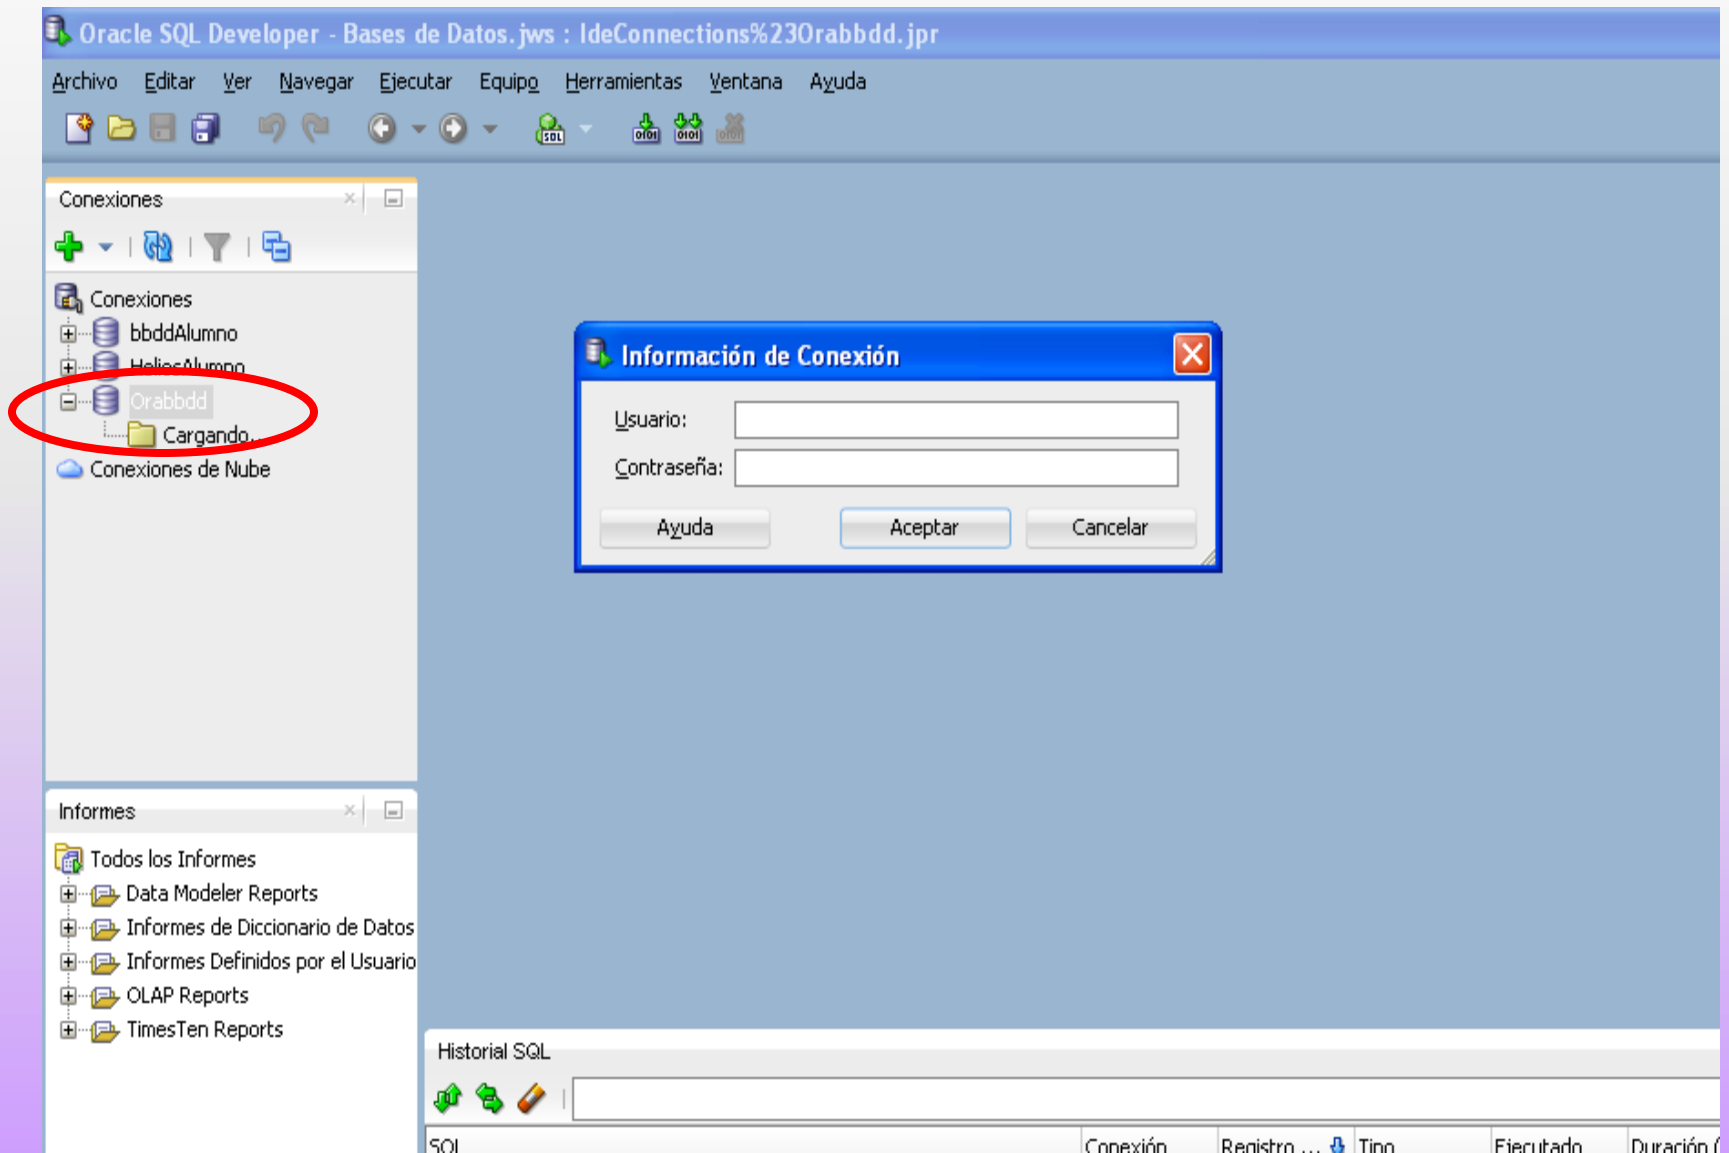 Oracle SQL Developer - Bases de Datos.jws : IdeConnections%23Orabbdd.jpr
Archivo Editar Ver Navegar Ejecutar Equipo Herramientas Ventana Ayuda
Conexiones
Conexiones
bbddAlumno
HeliosAlumno
Orabbdd
Cargando...
Conexiones de Nube
Información de Conexión
Usuario:
Contraseña:
Ayuda Aceptar Cancelar
Informes
Todos los Informes
Data Modeler Reports
Informes de Diccionario de Datos
Informes Definidos por el Usuario
OLAP Reports
TimesTen Reports
Historial SQL
SQL Conexión Registro ... Tipo Ejecutado Duración (